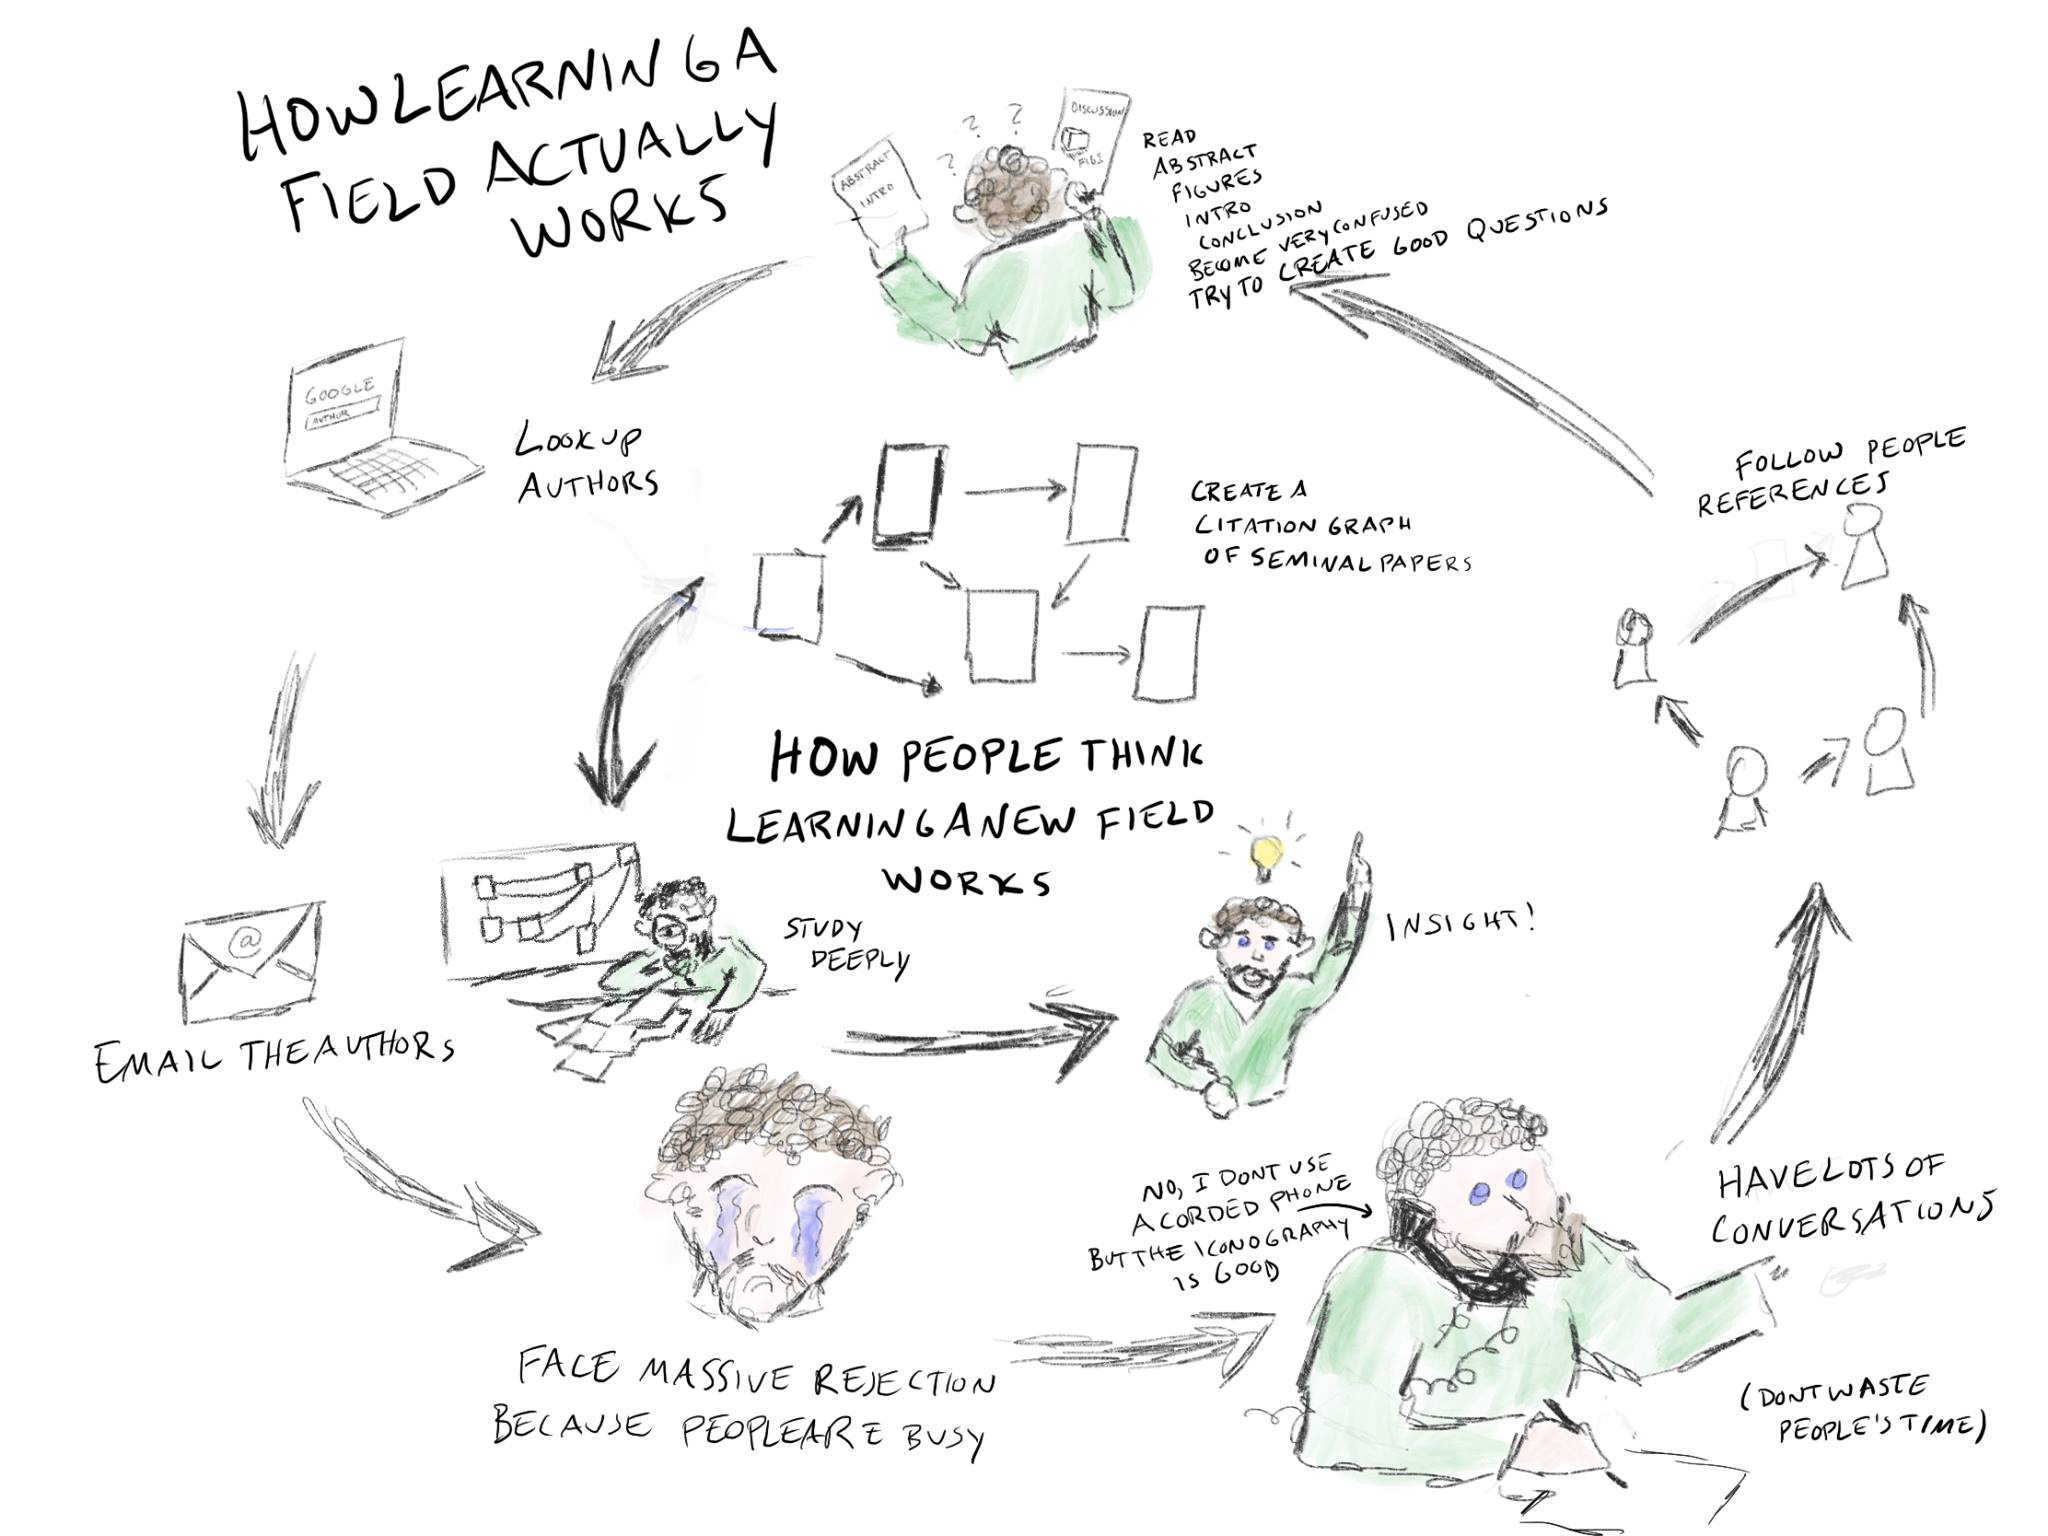 HOW LEARNING A
FIELD ACTUALLY
WORKS
ABSTRACT
INTRO
? ? ?
DISCUSSION
FIG 1
READ
ABSTRACT
FIGURES
INTRO
CONCLUSION
BECOME VERY CONFUSED
TRY TO CREATE GOOD QUESTIONS
GOOGLE
AUTHOR
LOOK UP
AUTHORS
CREATE A
CITATION GRAPH
OF SEMINAL PAPERS
FOLLOW PEOPLE
REFERENCES
HOW PEOPLE THINK
LEARNING A NEW FIELD
WORKS
STUDY
DEEPLY
INSIGHT!
@
EMAIL THE AUTHORS
FACE MASSIVE REJECTION
BECAUSE PEOPLE ARE BUSY
NO, I DONT USE
A CORDED PHONE
BUT THE ICONOGRAPHY
IS GOOD
HAVE LOTS OF
CONVERSATIONS
(DONT WASTE
PEOPLE'S TIME)